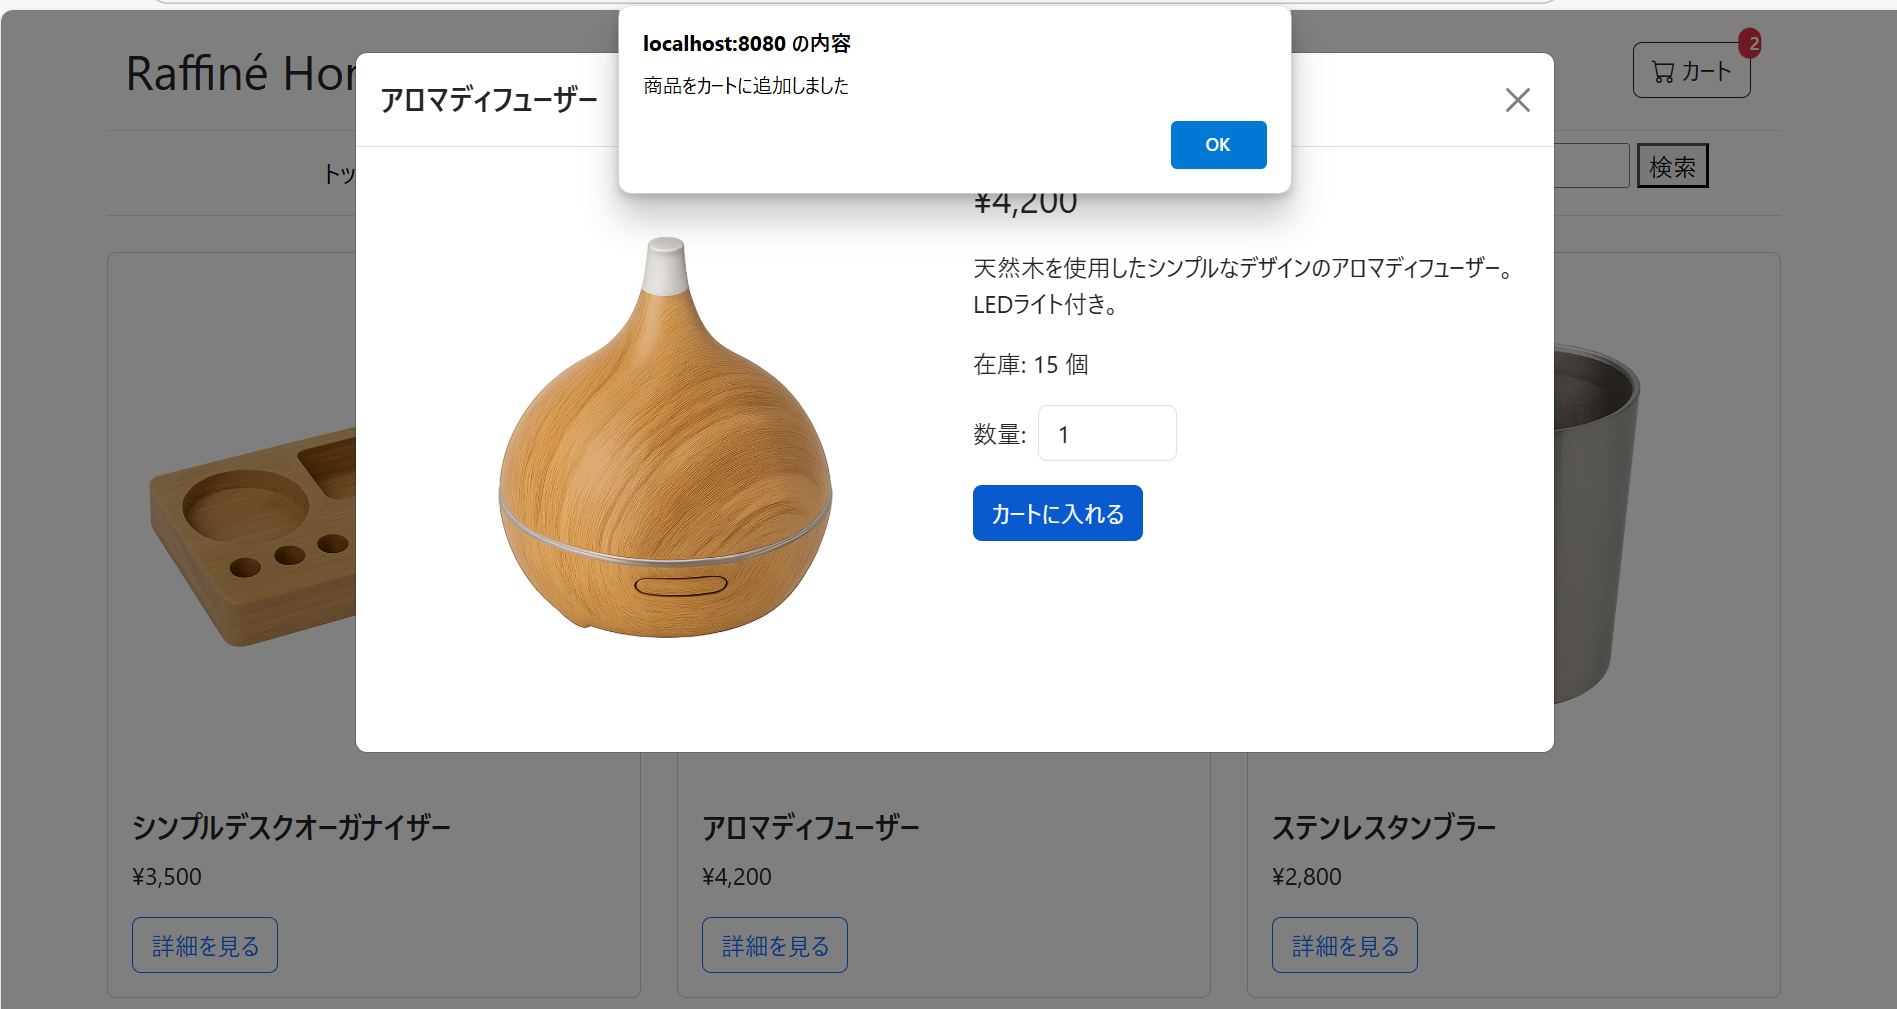 localhost:8080 の内容
商品をカートに追加しました
OK
Raffiné
2
カート
アロマディフューザー
検索
¥4,200
天然木を使用したシンプルなデザインのアロマディフューザー。
LEDライト付き。
在庫: 15 個
数量: 1
カートに入れる
シンプルデスクオーガナイザー
¥3,500
詳細を見る
アロマディフューザー
¥4,200
詳細を見る
ステンレスタンブラー
¥2,800
詳細を見る